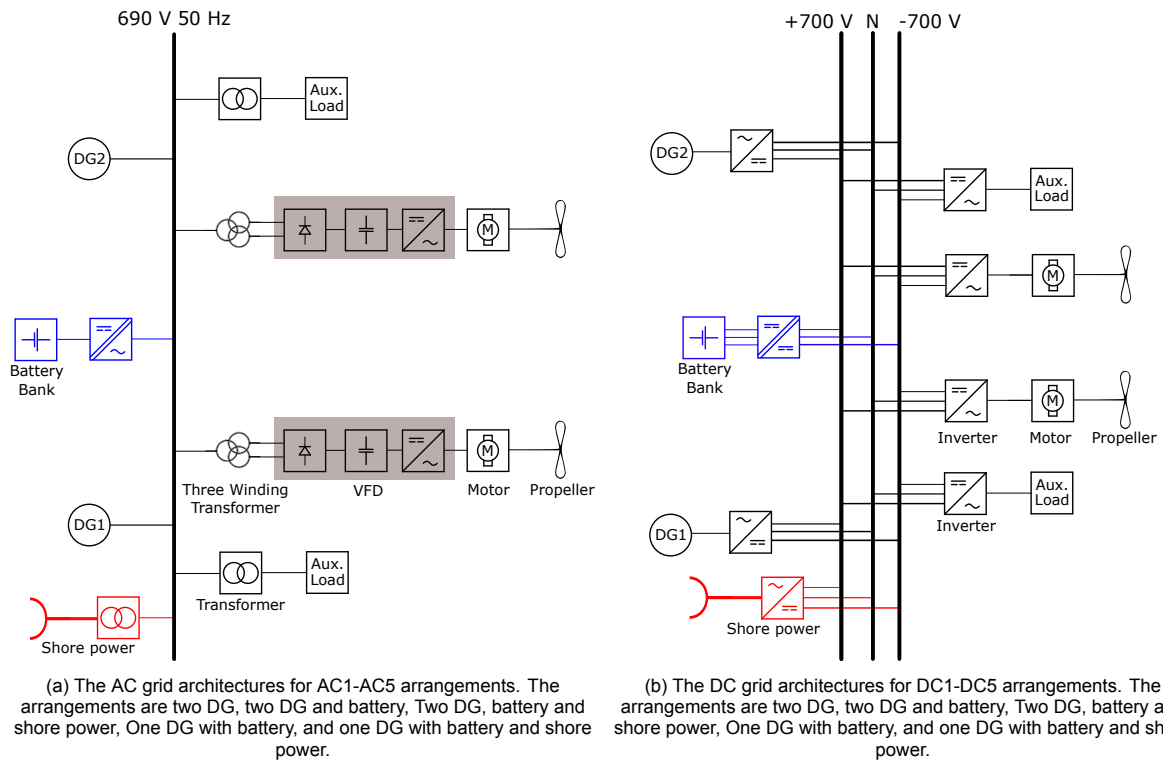 690 V 50 Hz
Aux.
Load
DG2
M
Battery
Bank
M
Three Winding
Transformer
VFD
Motor
Propeller
DG1
Aux.
Load
Transformer
Shore power
(a) The AC grid architectures for AC1-AC5 arrangements. The
arrangements are two DG, two DG and battery, Two DG, battery and
shore power, One DG with battery, and one DG with battery and shore
power.
+700 V N -700 V
DG2
Aux.
Load
M
Battery
Bank
M
Inverter
Motor
Propeller
Aux.
Load
Inverter
DG1
Shore power
(b) The DC grid architectures for DC1-DC5 arrangements. The
arrangements are two DG, two DG and battery, Two DG, battery a
shore power, One DG with battery, and one DG with battery and sh
power.